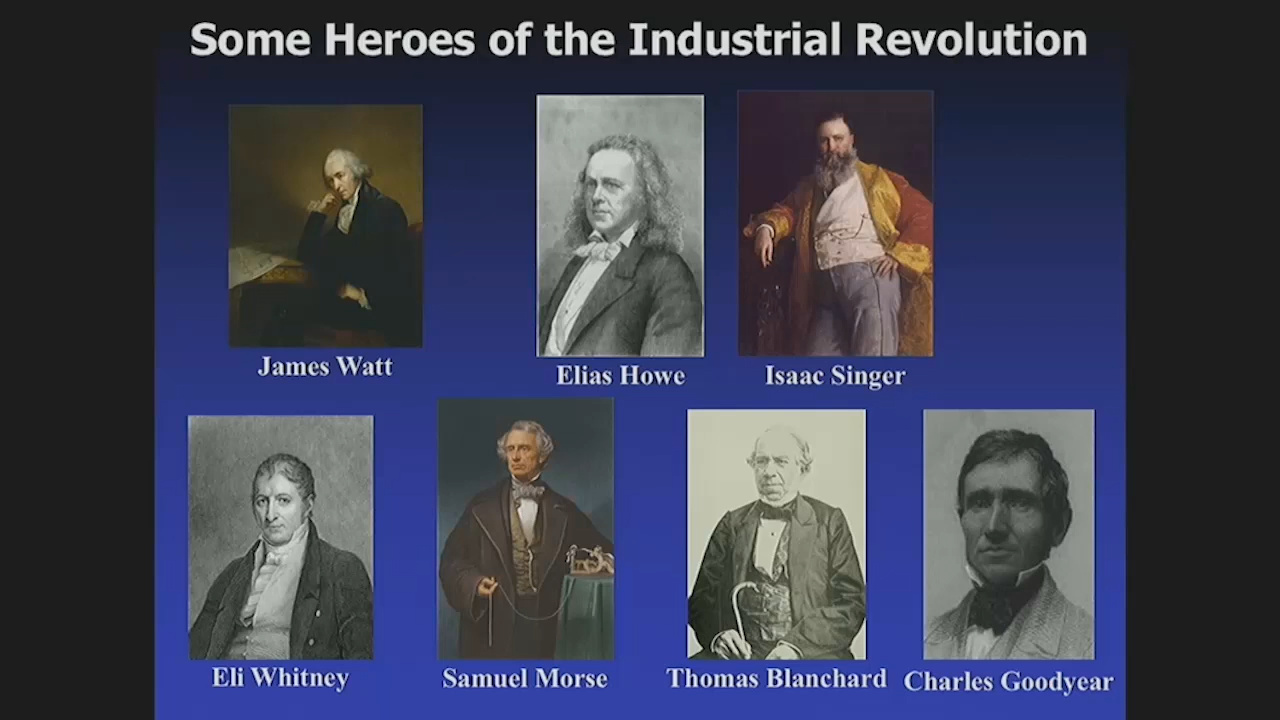 Some Heroes of the Industrial Revolution
James Watt
Elias Howe
Isaac Singer
Eli Whitney
Samuel Morse
Thomas Blanchard
Charles Goodyear